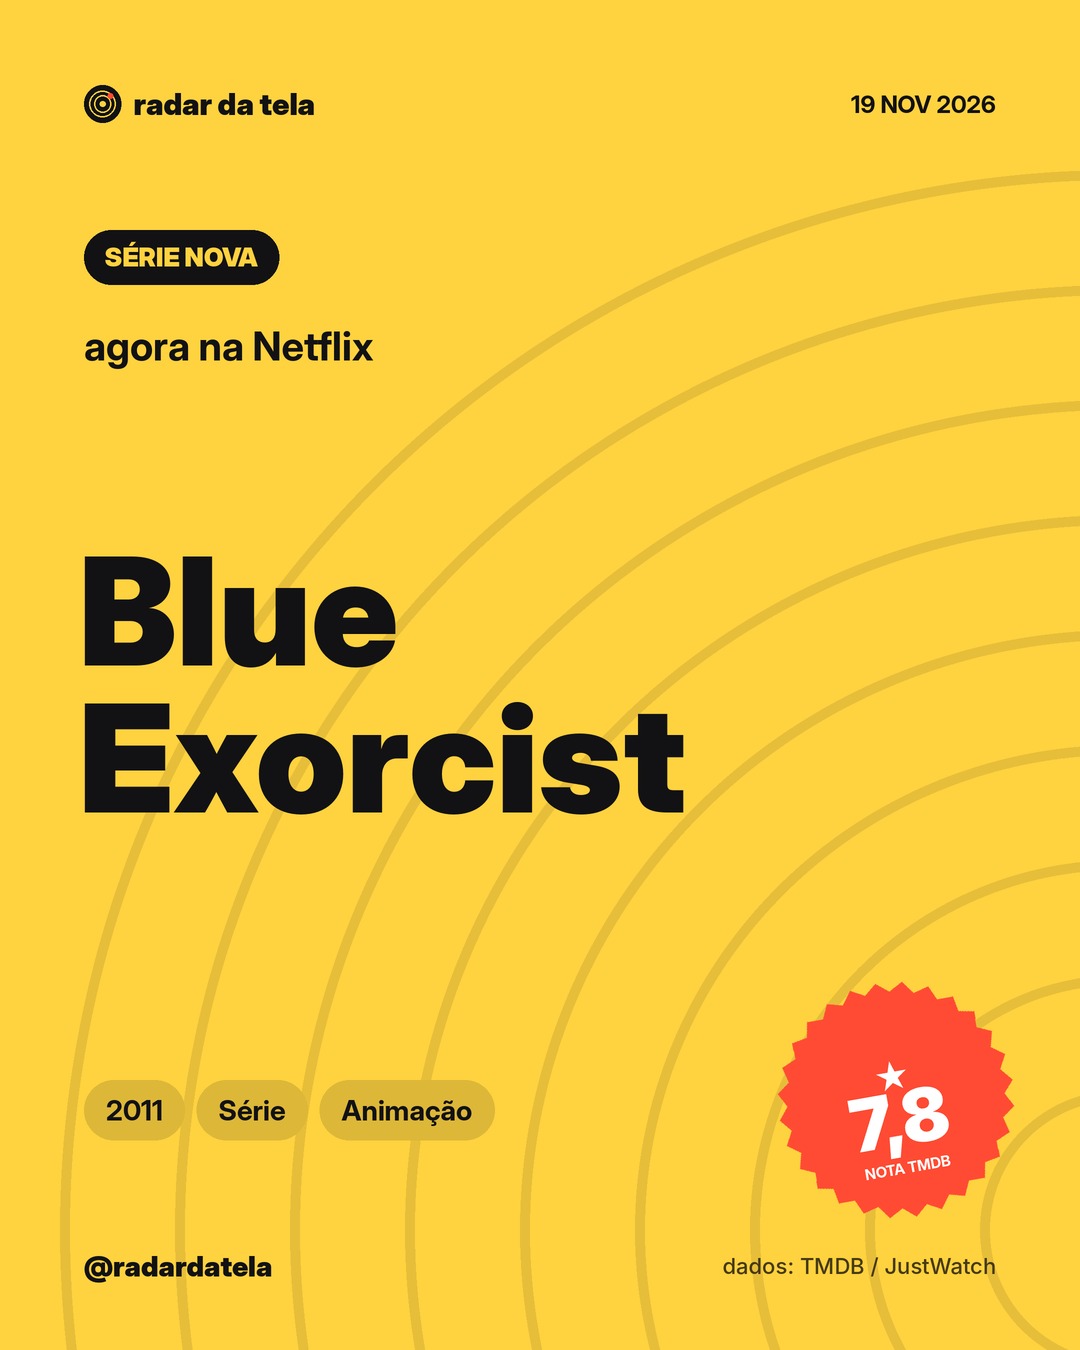 radar da tela
19 NOV 2026
SÉRIE NOVA
agora na Netflix
Blue
Exorcist
2011
Série
Animação
7,8
NOTA TMDB
@radardatela
dados: TMDB / JustWatch